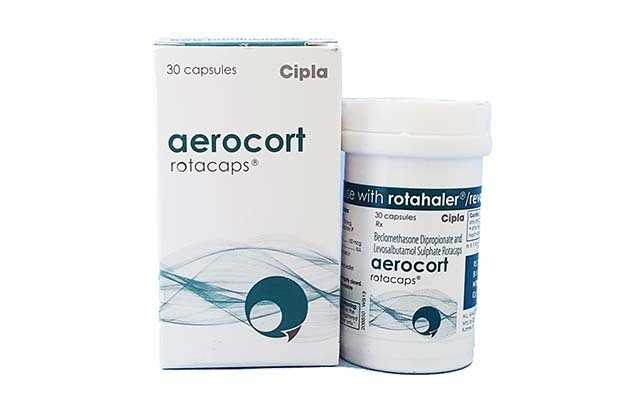 30 capsules
Cipla
aerocort
rotacaps®
use with rotahaler®/rev
30 capsules
Cipla
Rx
Beclomethasone Dipropionate and
Levosalbutamol Sulphate Rotacaps
aerocort
rotacaps®